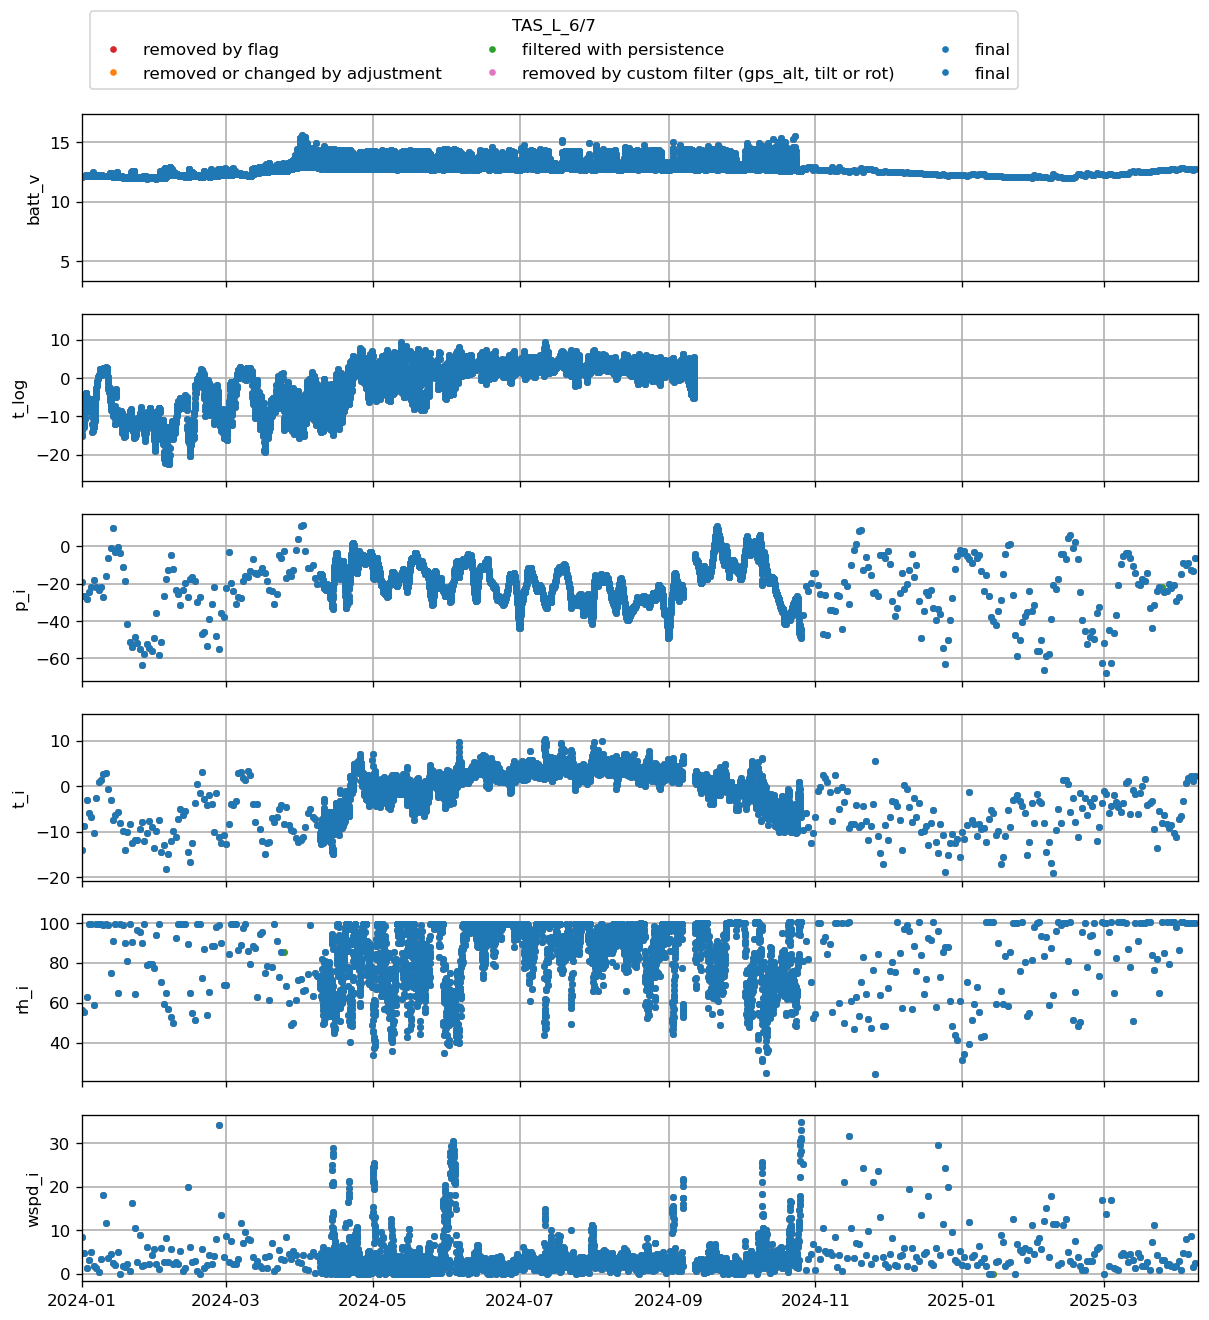 TAS_L_6/7
removed by flag
filtered with persistence
final
removed or changed by adjustment
removed by custom filter (gps_alt, tilt or rot)
final
15
10
5
batt_v
10
0
−10
−20
t_log
0
−20
−40
−60
p_i
10
0
−10
−20
t_i
100
80
60
40
rh_i
30
20
10
0
wspd_i
2024-01
2024-03
2024-05
2024-07
2024-09
2024-11
2025-01
2025-03